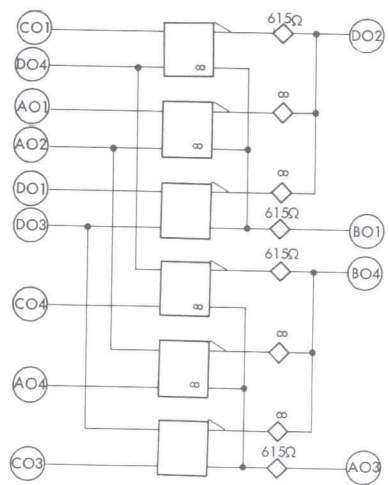 CO1
615Ω
DO2
DO4
∞
AO1
∞
AO2
∞
DO1
∞
DO3
615Ω
BO1
615Ω
BO4
CO4
∞
∞
AO4
∞
∞
615Ω
CO3
AO3